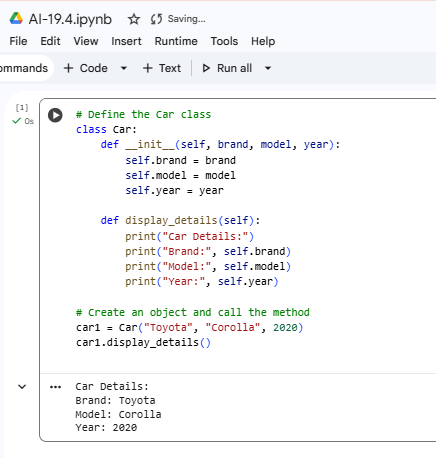 AI-19.4.ipynb Saving...
File Edit View Insert Runtime Tools Help
ommands + Code + Text Run all
[1]
0s
# Define the Car class
class Car:
    def __init__(self, brand, model, year):
        self.brand = brand
        self.model = model
        self.year = year
    def display_details(self):
        print("Car Details:")
        print("Brand:", self.brand)
        print("Model:", self.model)
        print("Year:", self.year)
# Create an object and call the method
car1 = Car("Toyota", "Corolla", 2020)
car1.display_details()
Car Details:
Brand: Toyota
Model: Corolla
Year: 2020